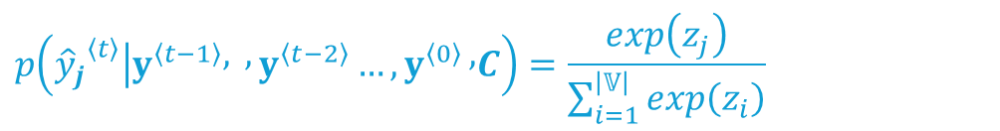 p(ŷ_j^⟨t⟩|y^⟨t−1⟩, , y^⟨t−2⟩ …, y^⟨0⟩, C) = exp(z_j) / ∑_{i=1}^{|𝕍|} exp(z_i)